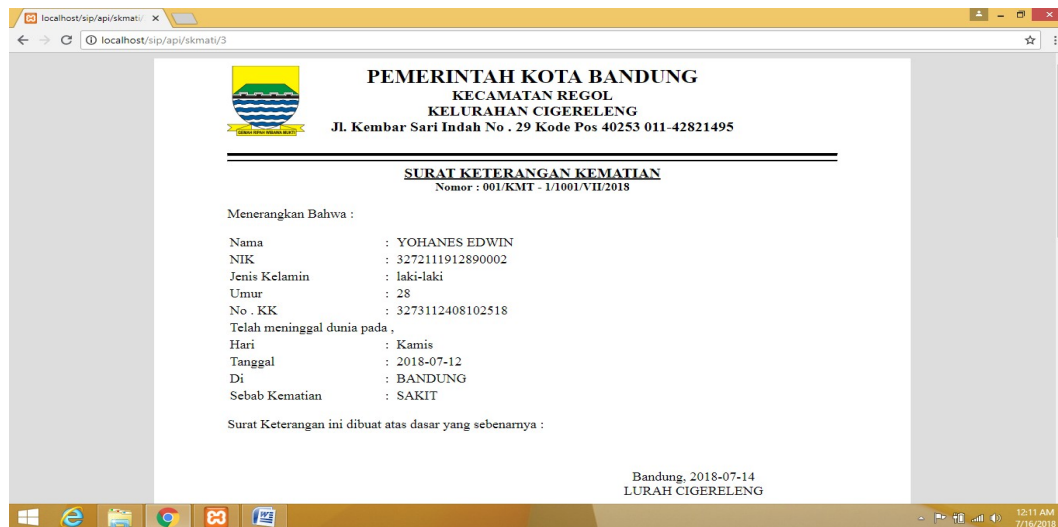 localhost/sip/api/skmati/
localhost/sip/api/skmati/3
PEMERINTAH KOTA BANDUNG
KECAMATAN REGOL
KELURAHAN CIGERELENG
Jl. Kembar Sari Indah No . 29 Kode Pos 40253 011-42821495
SURAT KETERANGAN KEMATIAN
Nomor : 001/KMT - 1/1001/VII/2018
Menerangkan Bahwa :
Nama : YOHANES EDWIN
NIK : 3272111912890002
Jenis Kelamin : laki-laki
Umur : 28
No . KK : 3273112408102518
Telah meninggal dunia pada ,
Hari : Kamis
Tanggal : 2018-07-12
Di : BANDUNG
Sebab Kematian : SAKIT
Surat Keterangan ini dibuat atas dasar yang sebenarnya :
Bandung, 2018-07-14
LURAH CIGERELENG
12:11 AM
7/16/2018